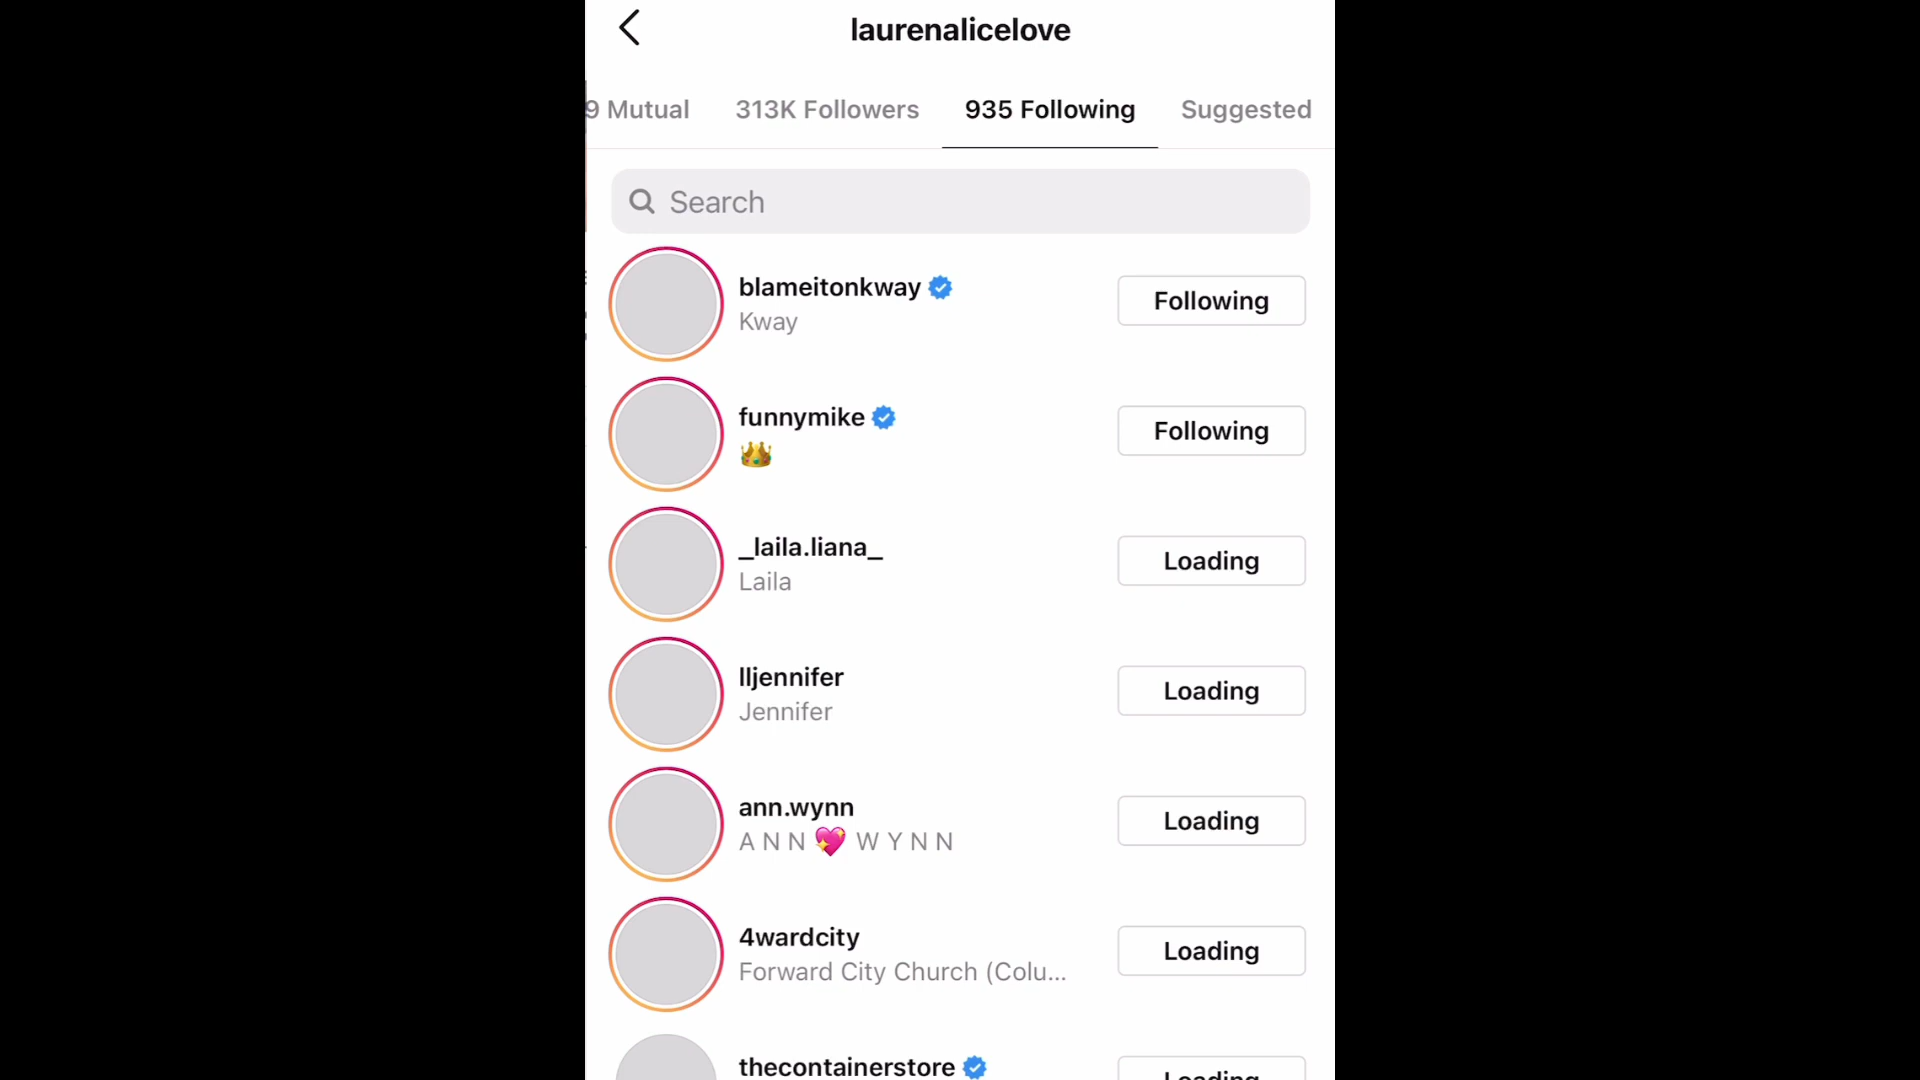 laurenalicelove
9 Mutual 313K Followers 935 Following Suggested
Search
blameitonkway
Kway
Following
funnymike
👑
Following
_laila.liana_
Laila
Loading
lljennifer
Jennifer
Loading
ann.wynn
A N N 💖 W Y N N
Loading
4wardcity
Forward City Church (Colu...
Loading
thecontainerstore
Loading